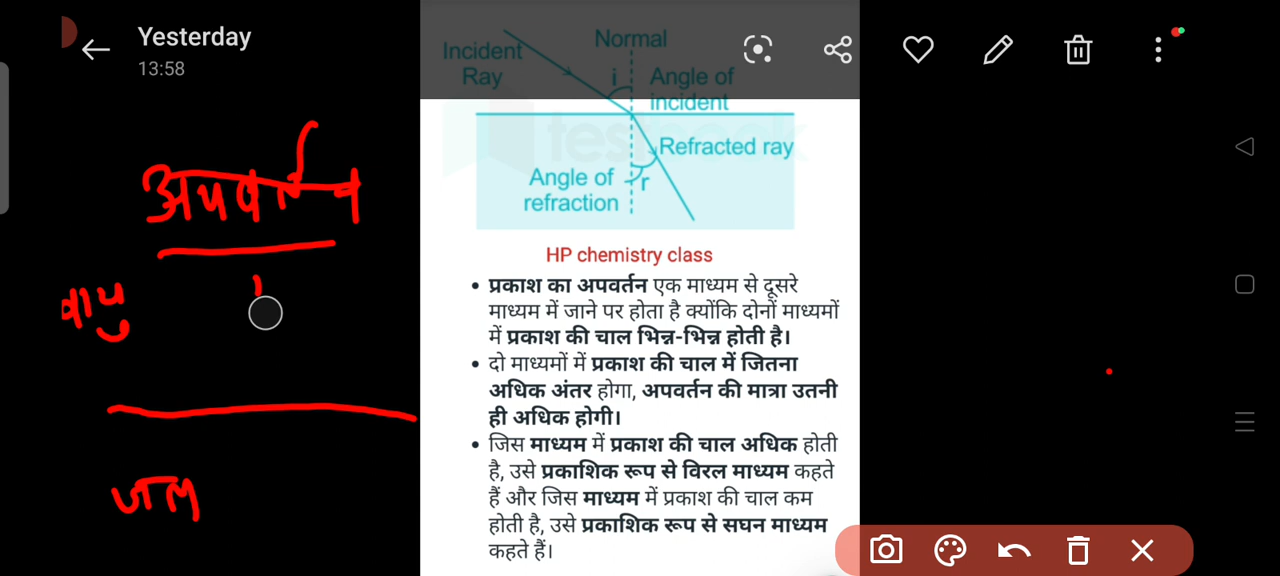 Yesterday
13:58
अपवर्तन
वायु
जल
Incident
Ray
Normal
i
Angle of
incident
testbook
Refracted ray
Angle of
refraction
r
HP chemistry class
• प्रकाश का अपवर्तन एक माध्यम से दूसरे
माध्यम में जाने पर होता है क्योंकि दोनों माध्यमों
में प्रकाश की चाल भिन्न-भिन्न होती है।
• दो माध्यमों में प्रकाश की चाल में जितना
अधिक अंतर होगा, अपवर्तन की मात्रा उतनी
ही अधिक होगी।
• जिस माध्यम में प्रकाश की चाल अधिक होती
है, उसे प्रकाशिक रूप से विरल माध्यम कहते
हैं और जिस माध्यम में प्रकाश की चाल कम
होती है, उसे प्रकाशिक रूप से सघन माध्यम
कहते हैं।